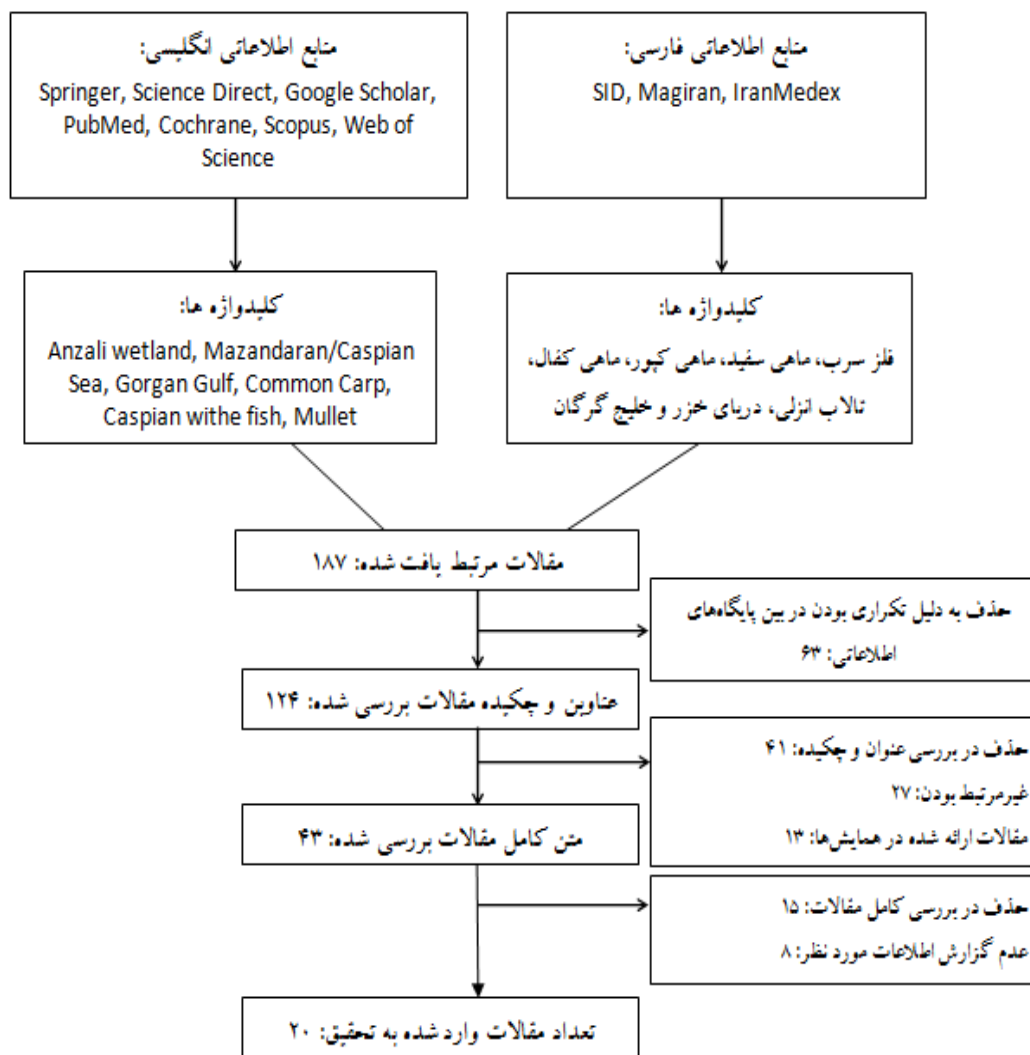 منابع اطلاعاتی انگلیسی:
Springer, Science Direct, Google Scholar,
PubMed, Cochrane, Scopus, Web of
Science
منابع اطلاعاتی فارسی:
SID, Magiran, IranMedex
کلیدواژه ها:
Anzali wetland, Mazandaran/Caspian
Sea, Gorgan Gulf, Common Carp,
Caspian withe fish, Mullet
کلیدواژه ها:
فلز سرب، ماهی سفید، ماهی کپور، ماهی کفال،
تالاب انزلی، دریای خزر و خلیج گرگان
مقالات مرتبط یافت شده: ۱۸۷
حذف به دلیل تکراری بودن در بین پایگاه‌های
اطلاعاتی: ۶۳
عناوین و چکیده مقالات بررسی شده: ۱۲۴
حذف در بررسی عنوان و چکیده: ۴۱
غیرمرتبط بودن: ۲۷
مقالات ارائه شده در همایش‌ها: ۱۳
متن کامل مقالات بررسی شده: ۴۳
حذف در بررسی کامل مقالات: ۱۵
عدم گزارش اطلاعات مورد نظر: ۸
تعداد مقالات وارد شده به تحقیق: ۲۰